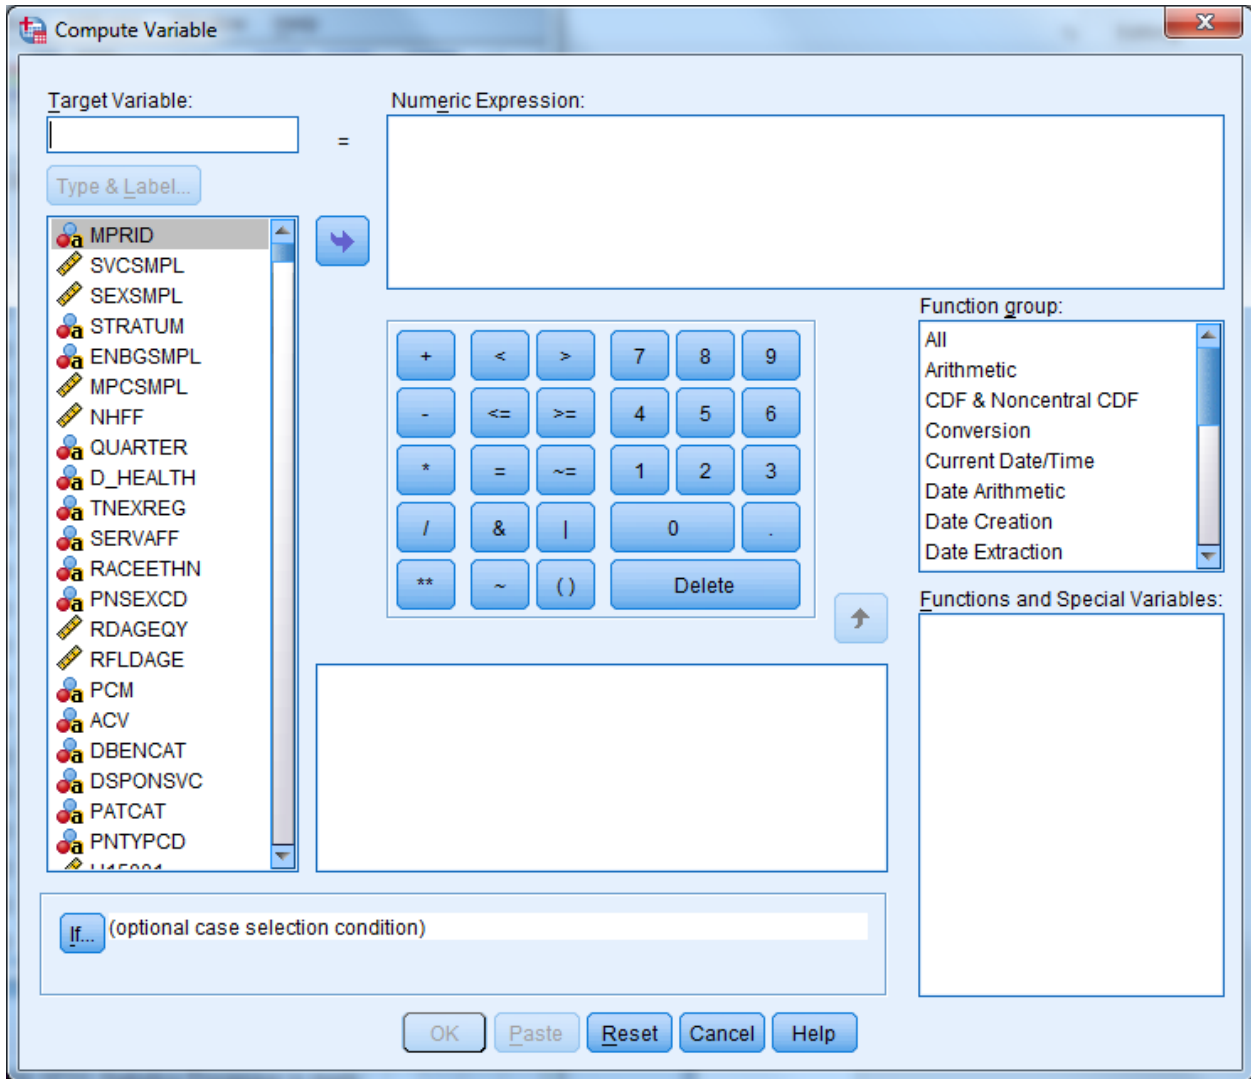 Compute Variable
Target Variable:
Numeric Expression:
=
Type & Label...
MPRID
SVCSMPL
SEXSMPL
STRATUM
ENBGSMPL
MPCSMPL
NHFF
QUARTER
D_HEALTH
TNEXREG
SERVAFF
RACEETHN
PNSEXCD
RDAGEQY
RFLDAGE
PCM
ACV
DBENCAT
DSPONSVC
PATCAT
PNTYPCD
+ < > 7 8 9
- <= >= 4 5 6
* = ~= 1 2 3
/ & | 0 .
** ~ ( ) Delete
Function group:
All
Arithmetic
CDF & Noncentral CDF
Conversion
Current Date/Time
Date Arithmetic
Date Creation
Date Extraction
Functions and Special Variables:
If... (optional case selection condition)
OK Paste Reset Cancel Help